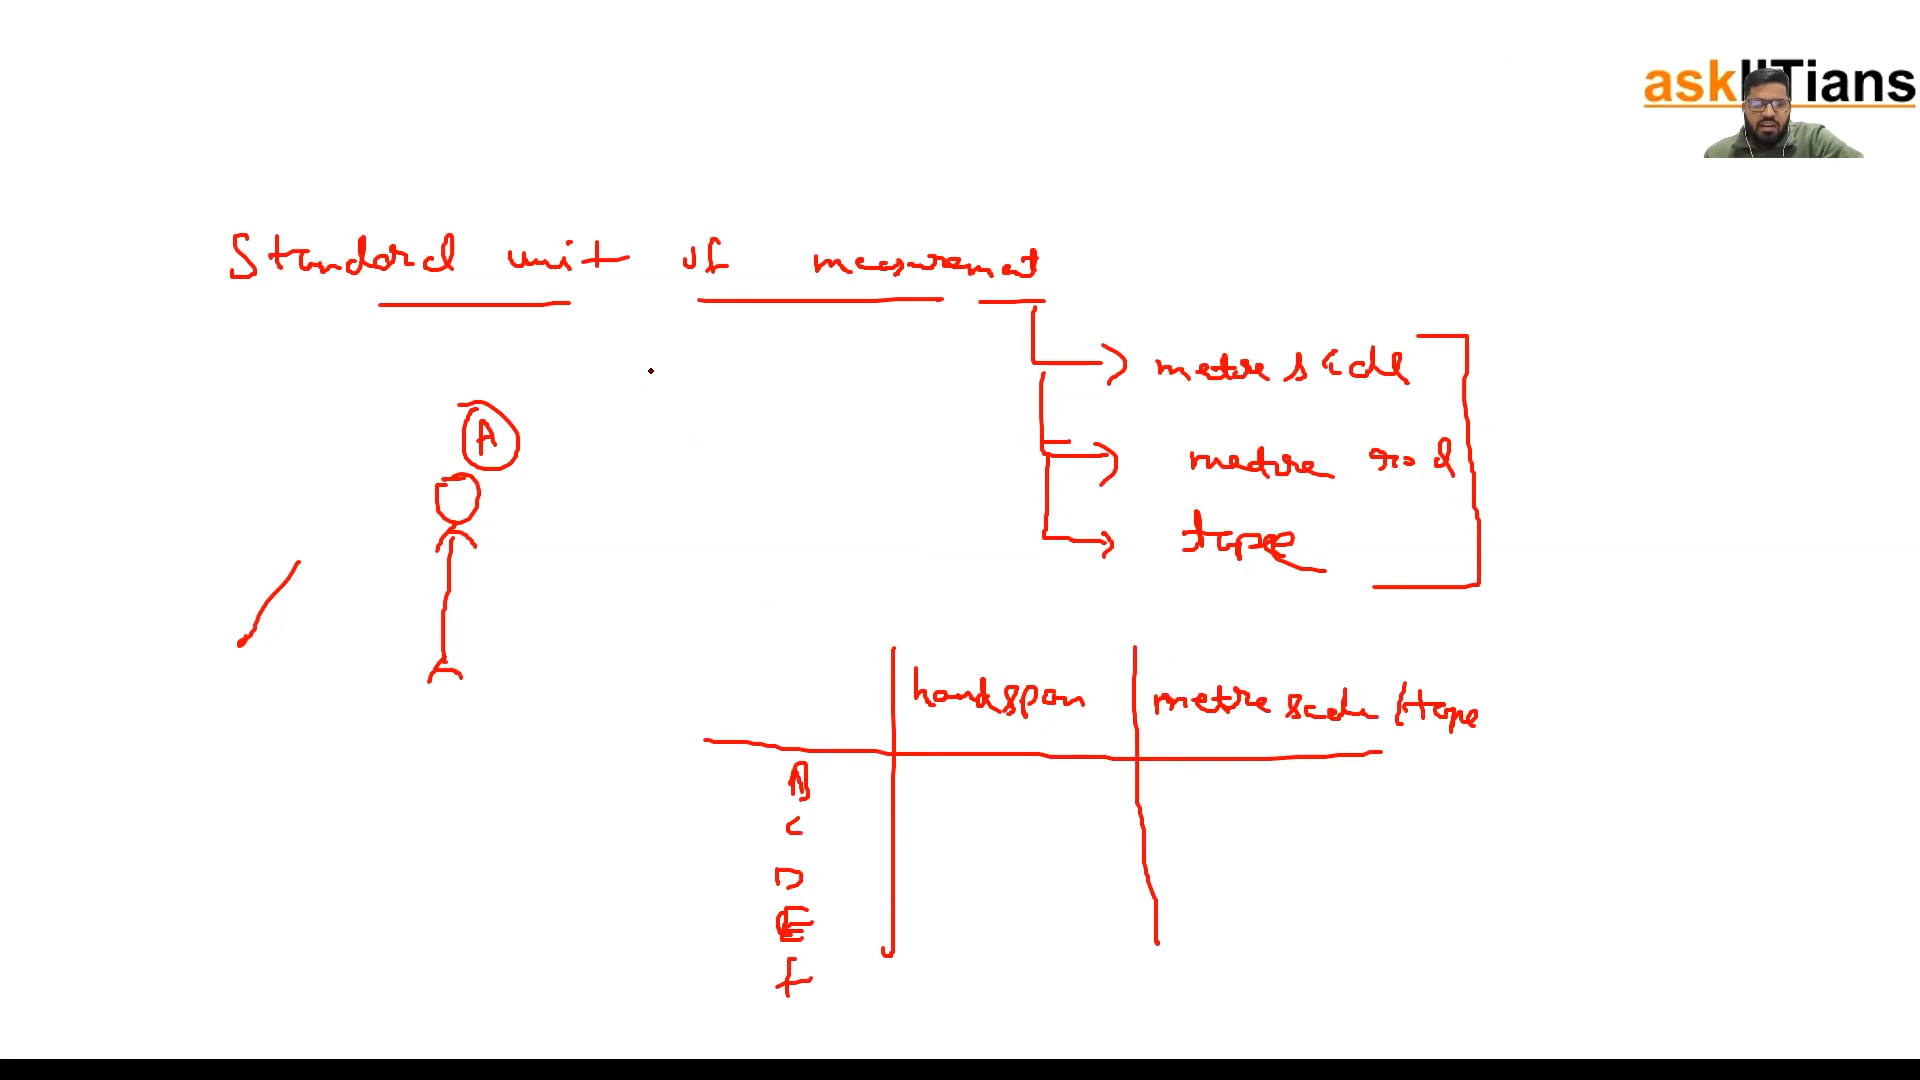 askIITians
Standard unit of measurement
metre scale
metre rod
A
tape
handspan
metre scale / tape
A
C
D
E
F